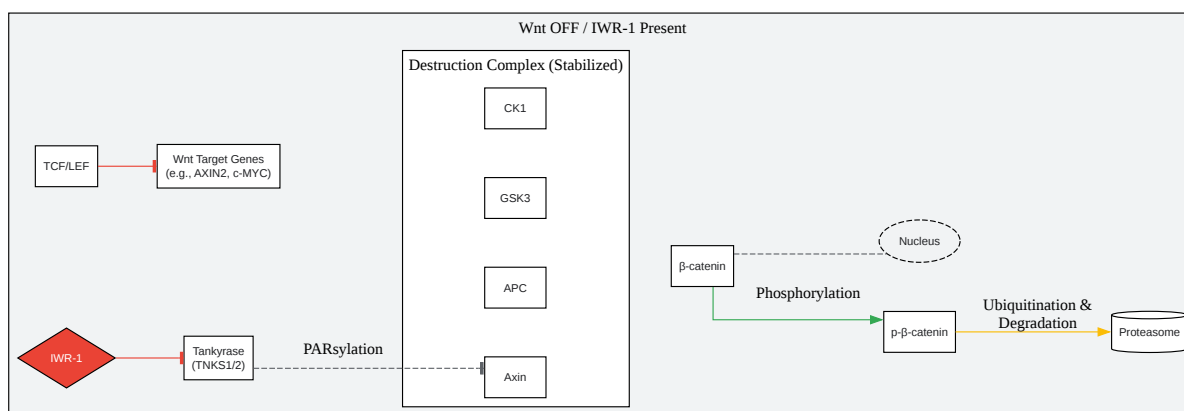 Wnt OFF / IWR-1 Present
Destruction Complex (Stabilized)
CK1
TCF/LEF
Wnt Target Genes
(e.g., AXIN2, c-MYC)
GSK3
Nucleus
β-catenin
APC
Phosphorylation
Ubiquitination &
Degradation
p-β-catenin
Proteasome
IWR-1
Tankyrase
(TNKS1/2)
PARsylation
Axin